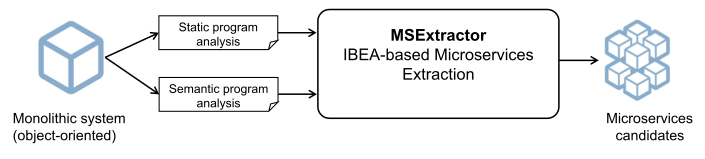 Static program
analysis
Semantic program
analysis
MSExtractor
IBEA-based Microservices
Extraction
Monolithic system
(object-oriented)
Microservices
candidates